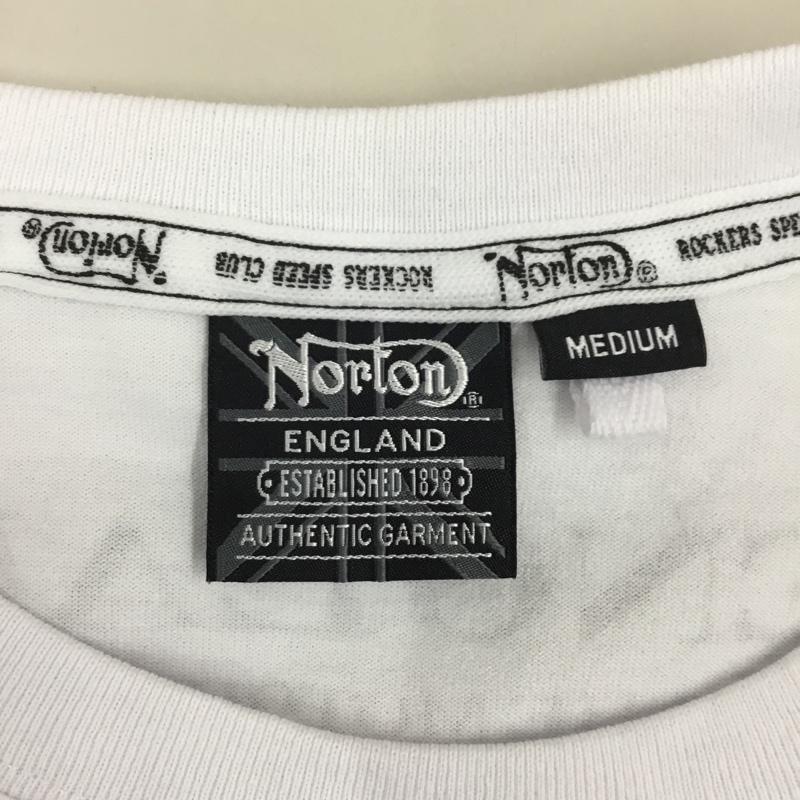 Norton® ROCKERS SPEED CLUB Norton® ROCKERS SPE
Norton®
ENGLAND
ESTABLISHED 1898
AUTHENTIC GARMENT
MEDIUM